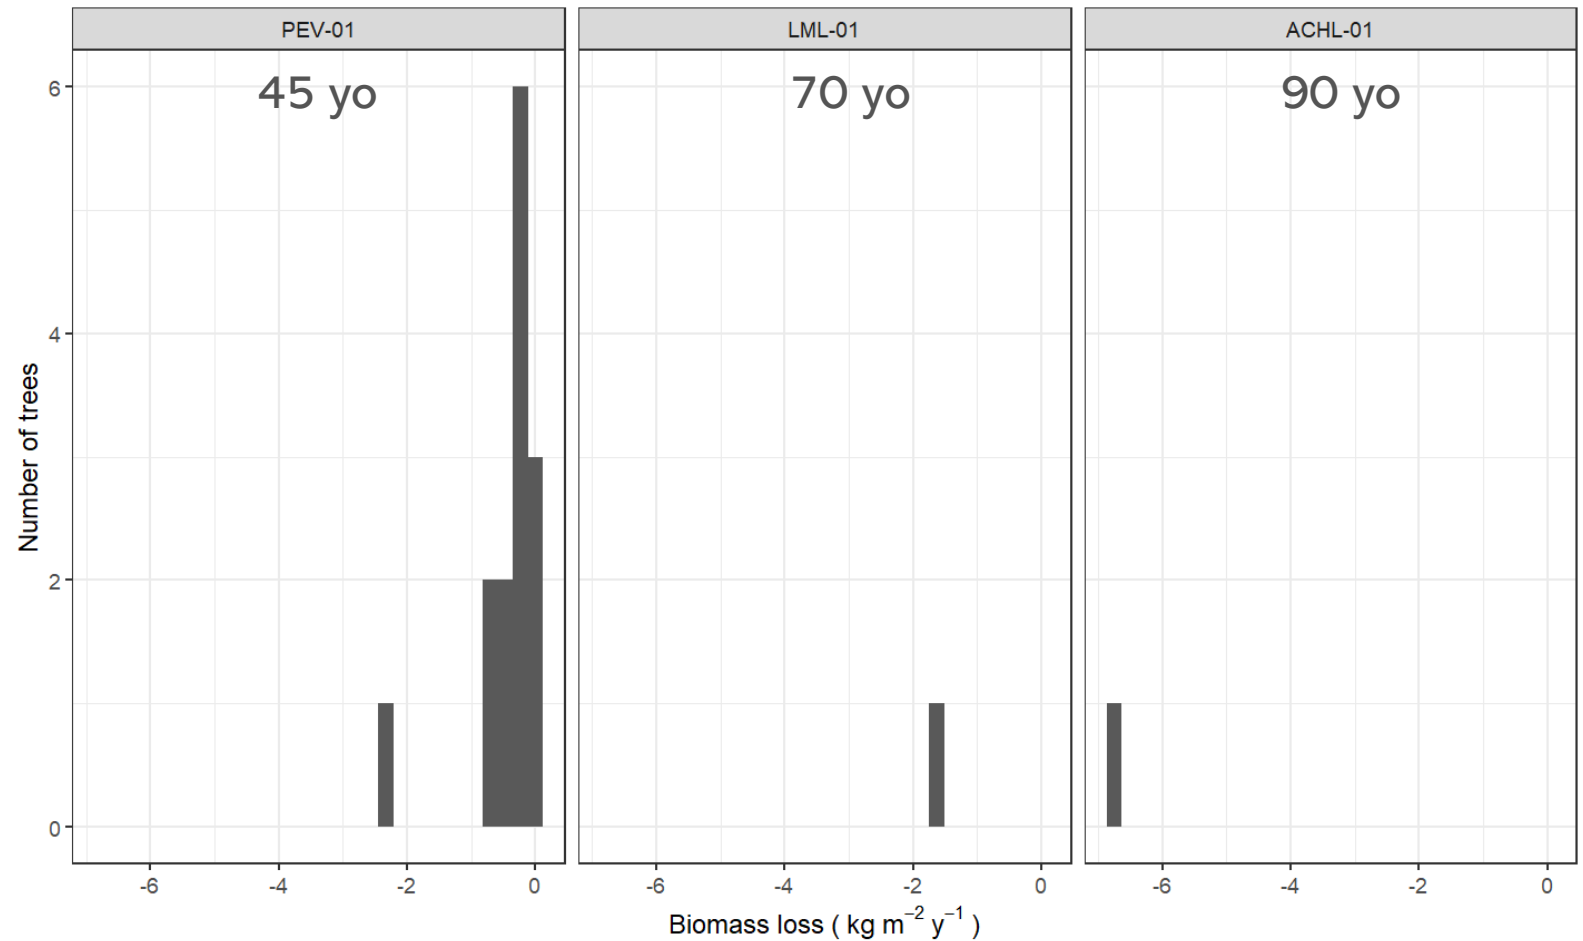 PEV-01
LML-01
ACHL-01
45 yo
70 yo
90 yo
6
4
2
0
Number of trees
-6 -4 -2 0
-6 -4 -2 0
-6 -4 -2 0
Biomass loss ( kg m⁻² y⁻¹ )